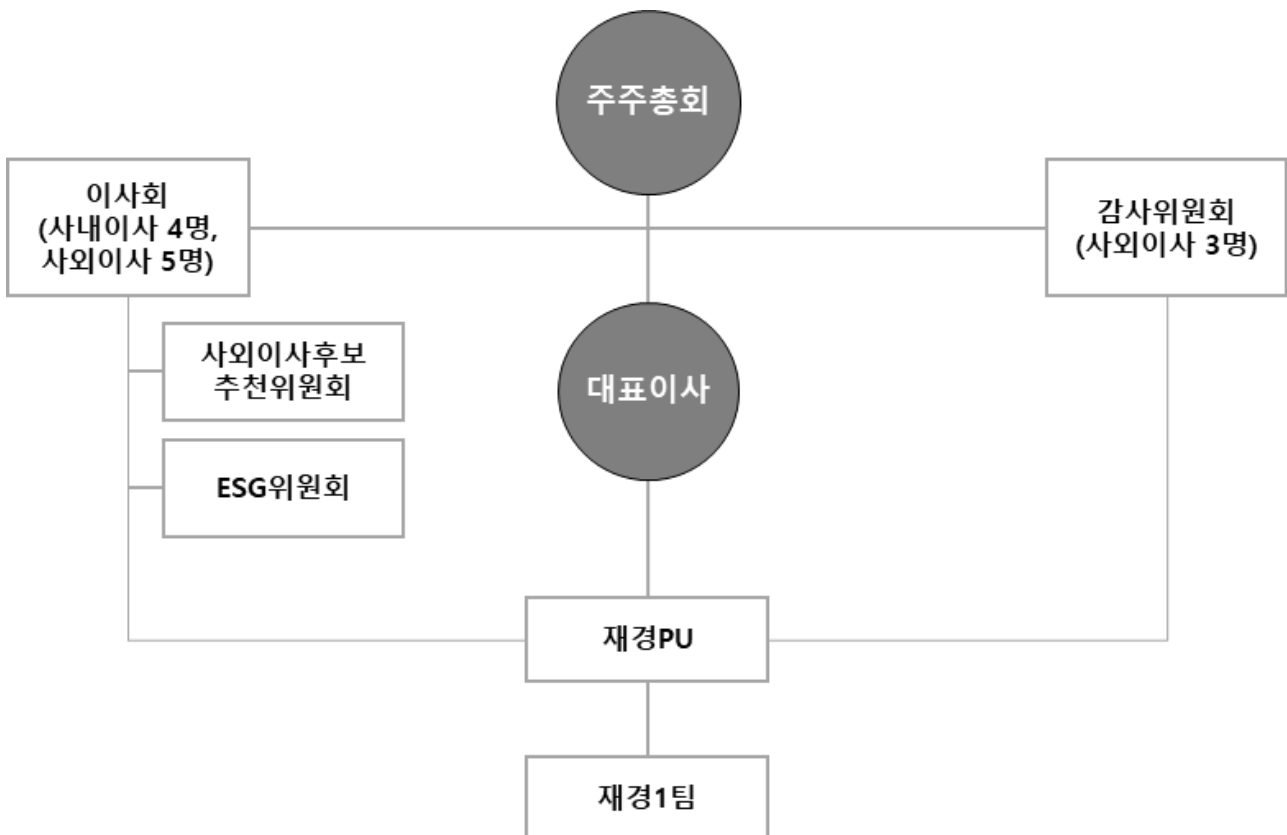 주주총회
이사회
(사내이사 4명,
사외이사 5명)
감사위원회
(사외이사 3명)
사외이사후보
추천위원회
대표이사
ESG위원회
재경PU
재경1팀